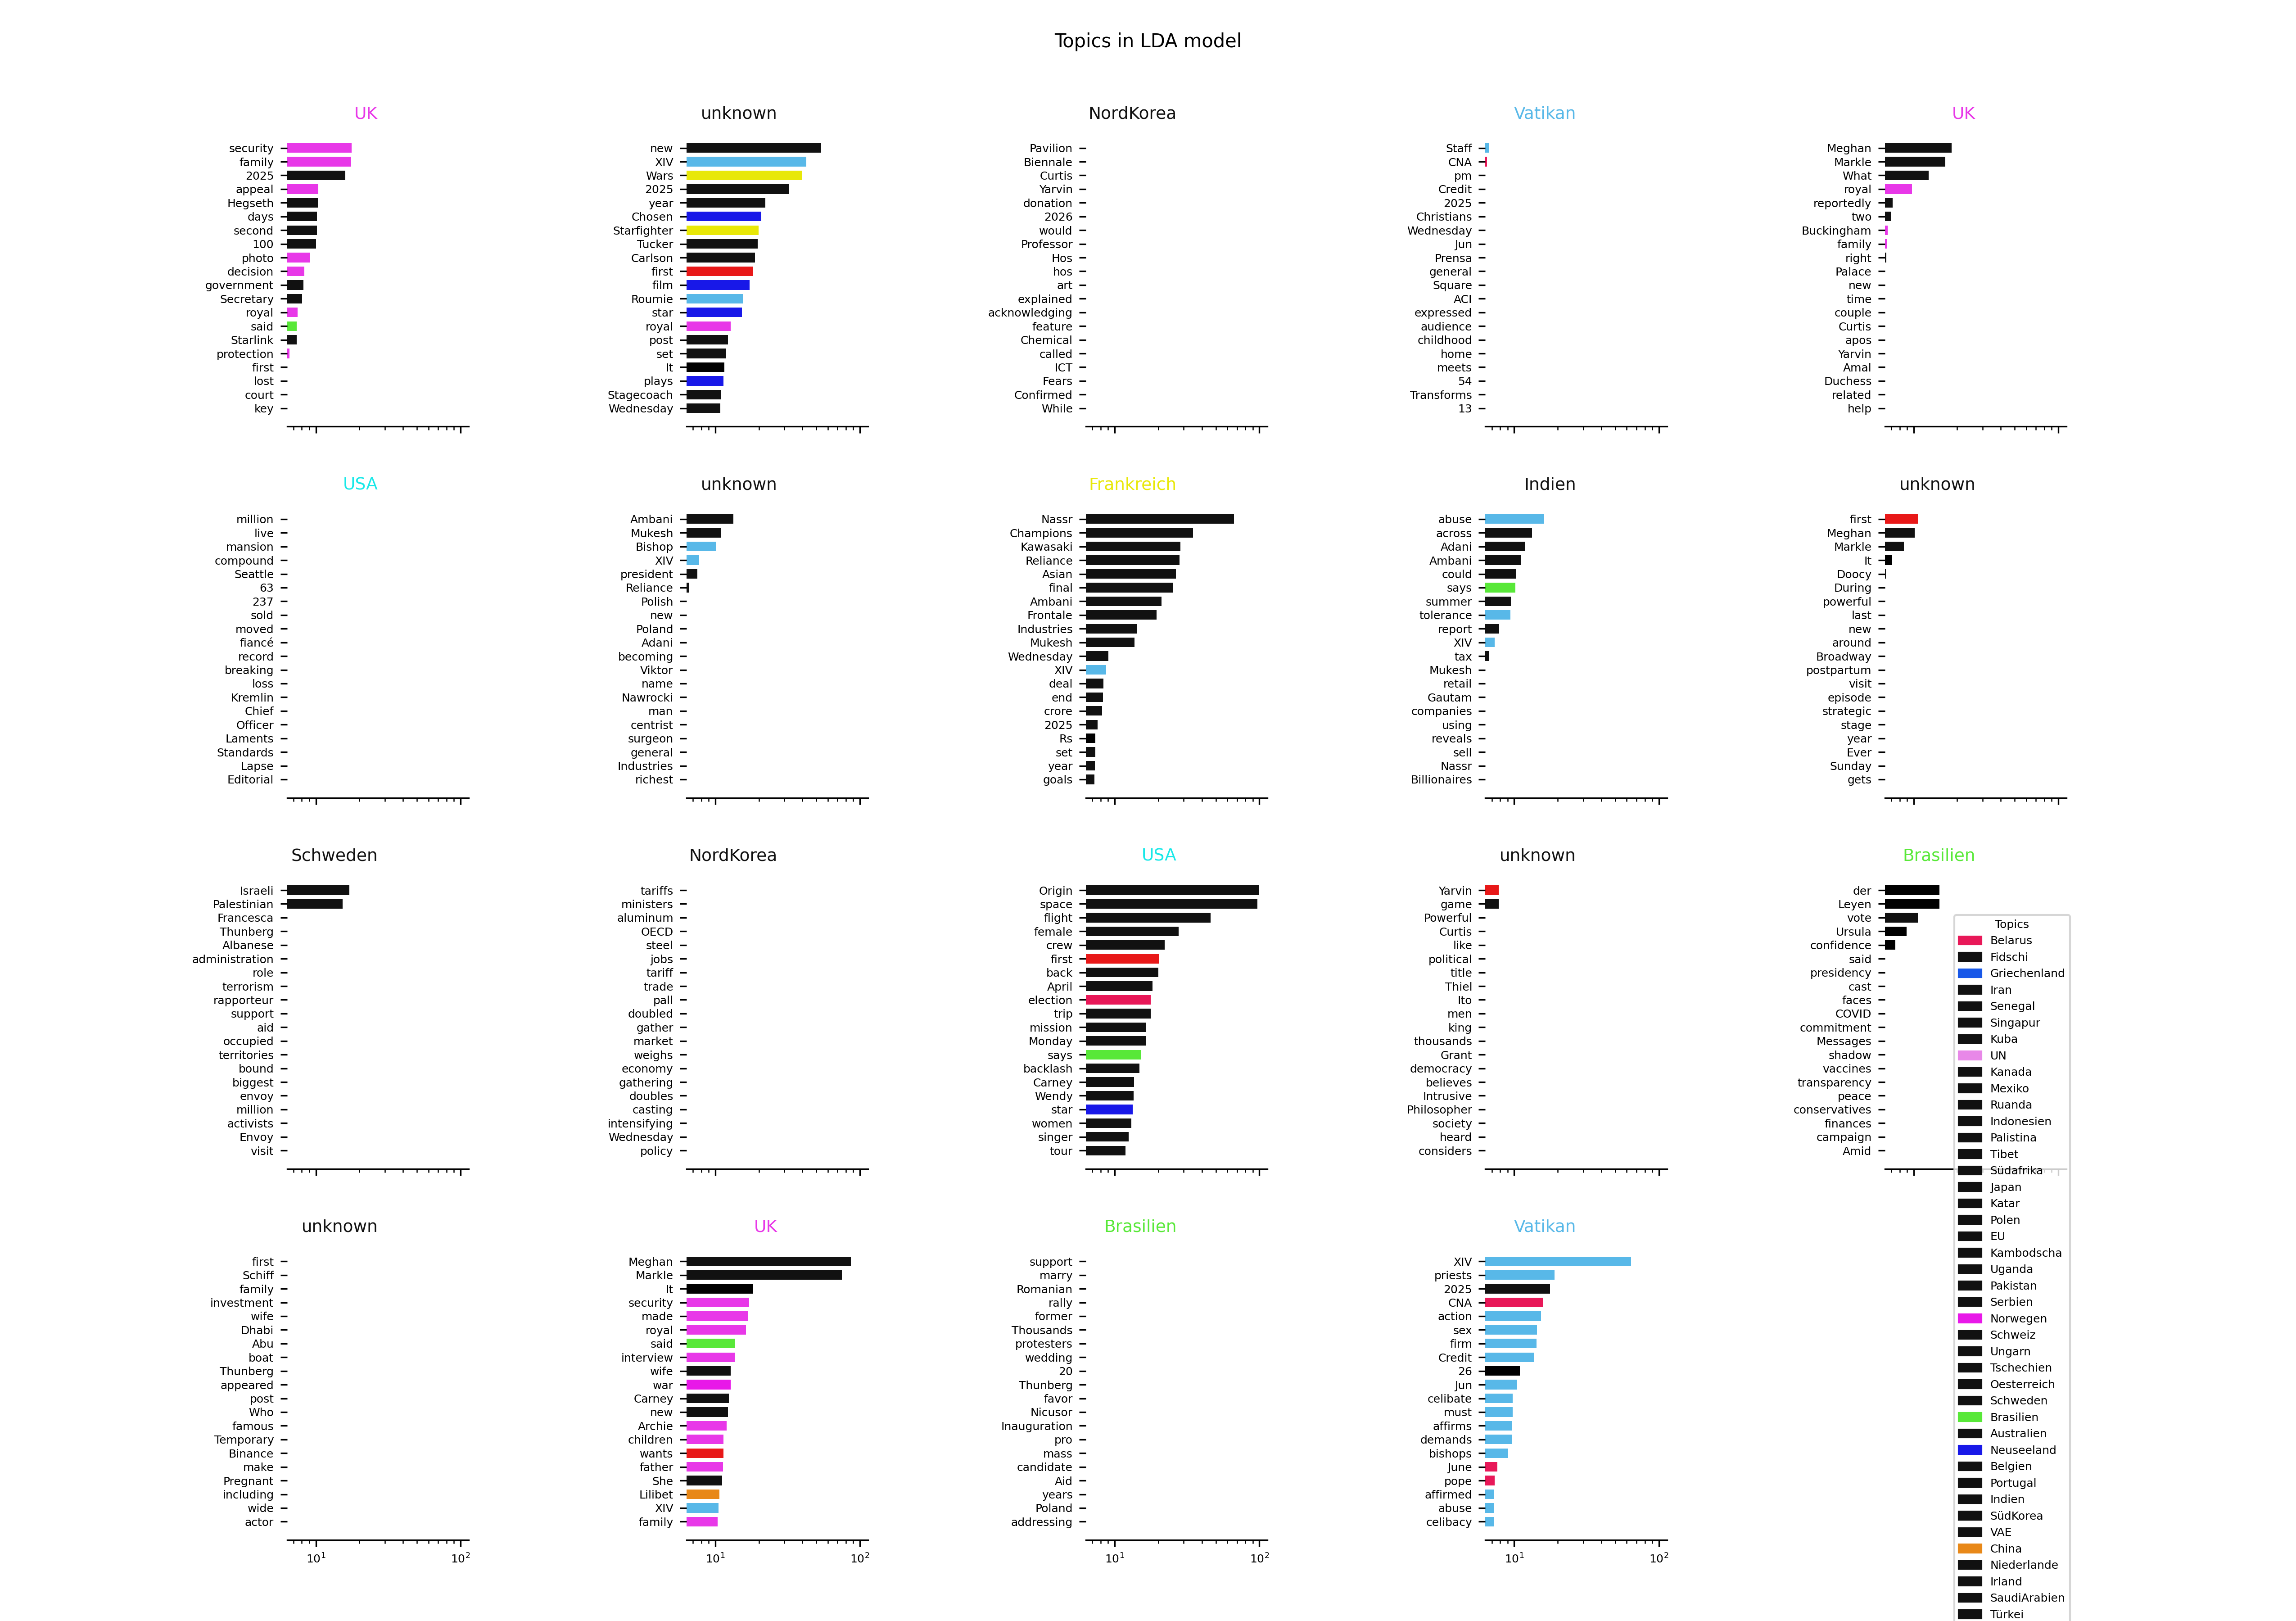 Topics in LDA model
UK
security
family
2025
appeal
Hegseth
days
second
100
photo
decision
government
Secretary
royal
said
Starlink
protection
first
lost
court
key
unknown
new
XIV
Wars
2025
year
Chosen
Starfighter
Tucker
Carlson
first
film
Roumie
star
royal
post
set
It
plays
Stagecoach
Wednesday
NordKorea
Pavilion
Biennale
Curtis
Yarvin
donation
2026
would
Professor
Hos
hos
art
explained
acknowledging
feature
Chemical
called
ICT
Fears
Confirmed
While
Vatikan
Staff
CNA
pm
Credit
2025
Christians
Wednesday
Jun
Prensa
general
Square
ACI
expressed
audience
childhood
home
meets
54
Transforms
13
UK
Meghan
Markle
What
royal
reportedly
two
Buckingham
family
right
Palace
new
time
couple
Curtis
apos
Yarvin
Amal
Duchess
related
help
USA
million
live
mansion
compound
Seattle
63
237
sold
moved
fiancé
record
breaking
loss
Kremlin
Chief
Officer
Laments
Standards
Lapse
Editorial
unknown
Ambani
Mukesh
Bishop
XIV
president
Reliance
Polish
new
Poland
Adani
becoming
Viktor
name
Nawrocki
man
centrist
surgeon
general
Industries
richest
Frankreich
Nassr
Champions
Kawasaki
Reliance
Asian
final
Ambani
Frontale
Industries
Mukesh
Wednesday
XIV
deal
end
crore
2025
Rs
set
year
goals
Indien
abuse
across
Adani
Ambani
could
says
summer
tolerance
report
XIV
tax
Mukesh
retail
Gautam
companies
using
reveals
sell
Nassr
Billionaires
unknown
first
Meghan
Markle
It
Doocy
During
powerful
last
new
around
Broadway
postpartum
visit
episode
strategic
stage
year
Ever
Sunday
gets
Schweden
Israeli
Palestinian
Francesca
Thunberg
Albanese
administration
role
terrorism
rapporteur
support
aid
occupied
territories
bound
biggest
envoy
million
activists
Envoy
visit
NordKorea
tariffs
ministers
aluminum
OECD
steel
jobs
tariff
trade
pall
doubled
gather
market
weighs
economy
gathering
doubles
casting
intensifying
Wednesday
policy
USA
Origin
space
flight
female
crew
first
back
April
election
trip
mission
Monday
says
backlash
Carney
Wendy
star
women
singer
tour
unknown
Yarvin
game
Powerful
Curtis
like
political
title
Thiel
Ito
men
king
thousands
Grant
democracy
believes
Intrusive
Philosopher
society
heard
considers
Brasilien
der
Leyen
vote
Ursula
confidence
said
presidency
cast
faces
COVID
commitment
Messages
shadow
vaccines
transparency
peace
conservatives
finances
campaign
Amid
unknown
first
Schiff
family
investment
wife
Dhabi
Abu
boat
Thunberg
appeared
post
Who
famous
Temporary
Binance
make
Pregnant
including
wide
actor
10¹ 10²
UK
Meghan
Markle
It
security
made
royal
said
interview
wife
war
Carney
new
Archie
children
wants
father
She
Lilibet
XIV
family
10¹ 10²
Brasilien
support
marry
Romanian
rally
former
Thousands
protesters
wedding
20
Thunberg
favor
Nicusor
Inauguration
pro
mass
candidate
Aid
years
Poland
addressing
10¹ 10²
Vatikan
XIV
priests
2025
CNA
action
sex
firm
Credit
26
Jun
celibate
must
affirms
demands
bishops
June
pope
affirmed
abuse
celibacy
10¹ 10²
Topics
Belarus
Fidschi
Griechenland
Iran
Senegal
Singapur
Kuba
UN
Kanada
Mexiko
Ruanda
Indonesien
Palistina
Tibet
Südafrika
Japan
Katar
Polen
EU
Kambodscha
Uganda
Pakistan
Serbien
Norwegen
Schweiz
Ungarn
Tschechien
Oesterreich
Schweden
Brasilien
Australien
Neuseeland
Belgien
Portugal
Indien
SüdKorea
VAE
China
Niederlande
Irland
SaudiArabien
Türkei